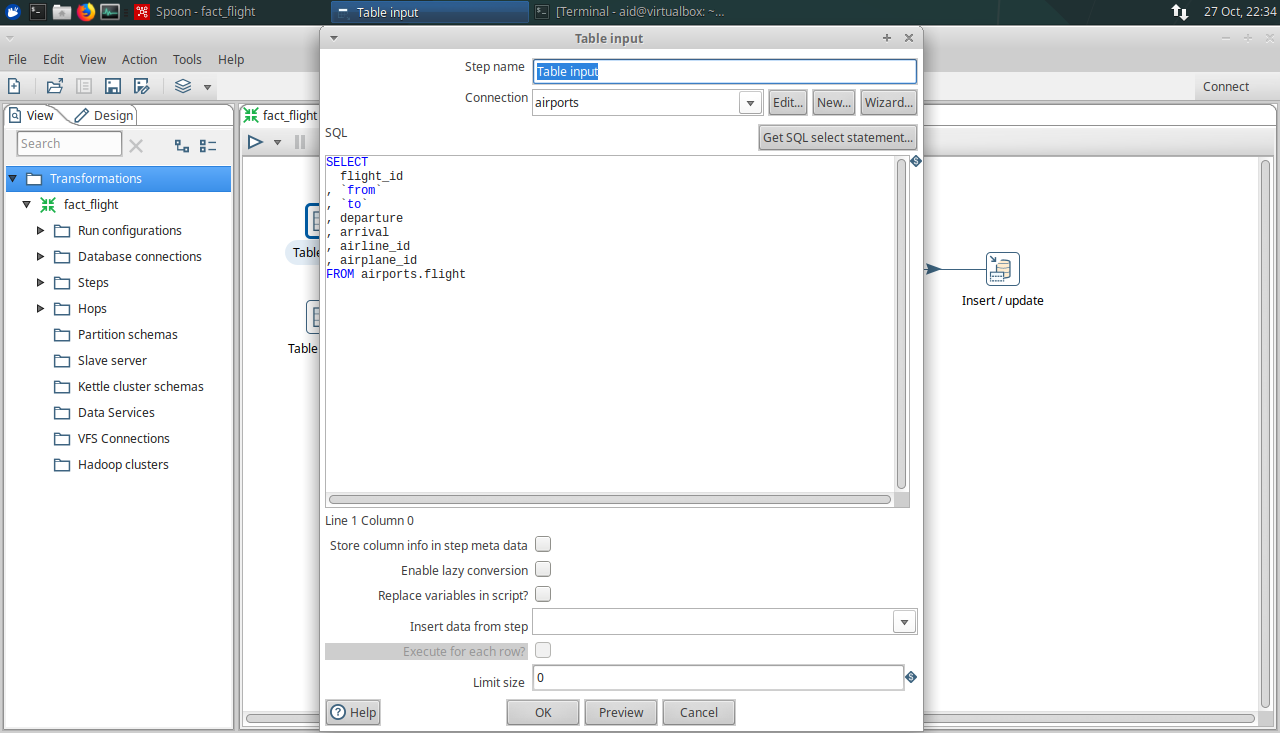 Spoon - fact_flight
Table input
[Terminal - aid@virtualbox: ~...
27 Oct, 22:34
Table input
File Edit View Action Tools Help
Connect
View
Design
Search
Transformations
fact_flight
Run configurations
Database connections
Steps
Hops
Partition schemas
Slave server
Kettle cluster schemas
Data Services
VFS Connections
Hadoop clusters
fact_flight
Table
Table
Insert / update
Step name
Table input
Connection
airports
Edit...
New...
Wizard...
SQL
Get SQL select statement...
SELECT
flight_id
, `from`
, `to`
, departure
, arrival
, airline_id
, airplane_id
FROM airports.flight
Line 1 Column 0
Store column info in step meta data
Enable lazy conversion
Replace variables in script?
Insert data from step
Execute for each row?
Limit size
0
Help
OK
Preview
Cancel